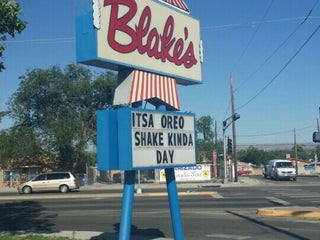 Blake's
ITSA OREO
SHAKE KINDA
DAY